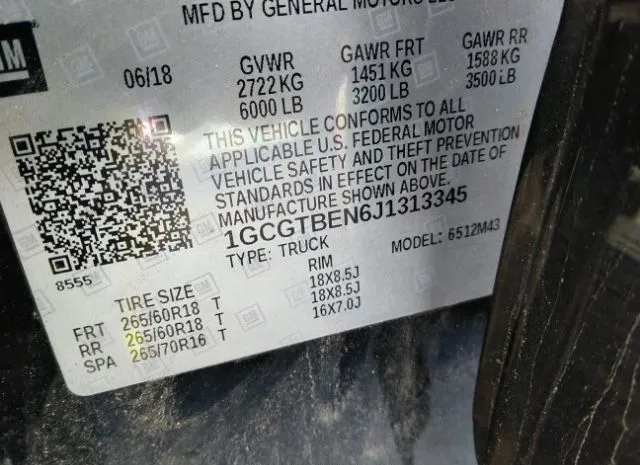 GM
MFD BY GENERAL MOTORS LLC
06/18
GVWR
2722 KG
6000 LB
GAWR FRT
1451 KG
3200 LB
GAWR RR
1588 KG
3500 LB
THIS VEHICLE CONFORMS TO ALL
APPLICABLE U.S. FEDERAL MOTOR
VEHICLE SAFETY AND THEFT PREVENTION
STANDARDS IN EFFECT ON THE DATE OF
MANUFACTURE SHOWN ABOVE.
1GCGTBEN6J1313345
TYPE: TRUCK
MODEL: 6512M43
8555
TIRE SIZE RIM
FRT 265/60R18 T 18X8.5J
RR 265/60R18 T 18X8.5J
SPA 265/70R16 T 16X7.0J